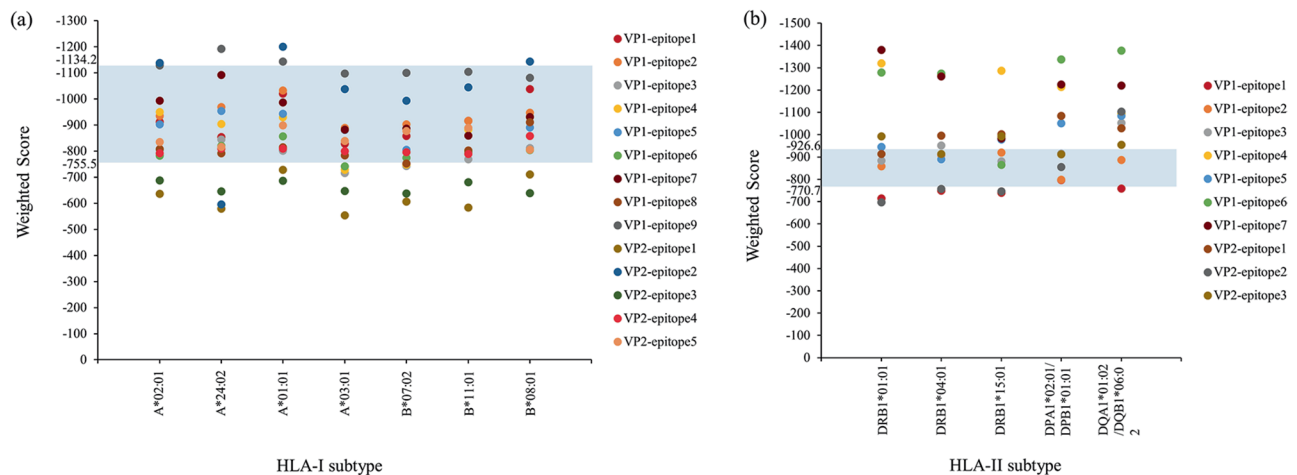 (a)
Weighted Score
-1300
-1200
-1134.2
-1100
-1000
-900
-800
-755.5
-700
-600
-500
-400
-300
-200
-100
0
A*02:01
A*24:02
A*01:01
A*03:01
B*07:02
B*11:01
B*08:01
HLA-I subtype
VP1-epitope1
VP1-epitope2
VP1-epitope3
VP1-epitope4
VP1-epitope5
VP1-epitope6
VP1-epitope7
VP1-epitope8
VP1-epitope9
VP2-epitope1
VP2-epitope2
VP2-epitope3
VP2-epitope4
VP2-epitope5
(b)
Weighted Score
-1500
-1400
-1300
-1200
-1100
-1000
-926.6
-900
-800
-770.7
-700
-600
-500
-400
-300
-200
-100
0
DRB1*01:01
DRB1*04:01
DRB1*15:01
DPA1*02:01/
DPB1*01:01
DQA1*01:02
/DQB1*06:0
2
HLA-II subtype
VP1-epitope1
VP1-epitope2
VP1-epitope3
VP1-epitope4
VP1-epitope5
VP1-epitope6
VP1-epitope7
VP2-epitope1
VP2-epitope2
VP2-epitope3